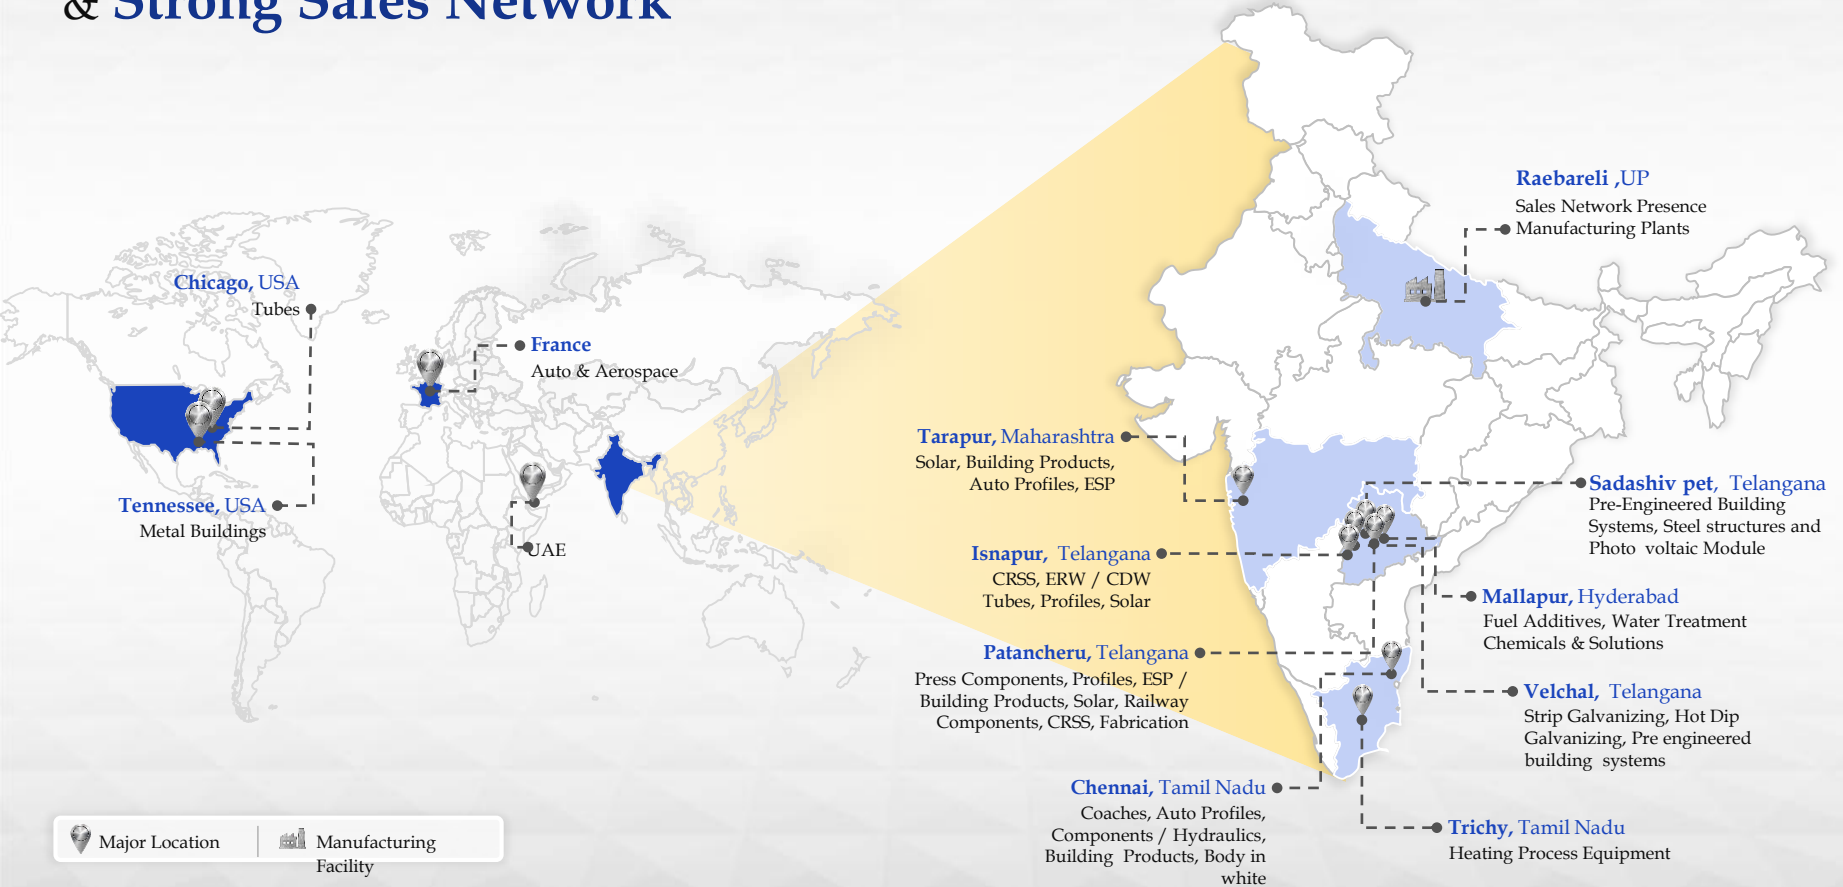 & Strong Sales Network
Chicago, USA
Tubes
Tennessee, USA
Metal Buildings
France
Auto & Aerospace
UAE
Raebareli ,UP
Sales Network Presence
Manufacturing Plants
Tarapur, Maharashtra
Solar, Building Products,
Auto Profiles, ESP
Isnapur, Telangana
CRSS, ERW / CDW
Tubes, Profiles, Solar
Patancheru, Telangana
Press Components, Profiles, ESP /
Building Products, Solar, Railway
Components, CRSS, Fabrication
Chennai, Tamil Nadu
Coaches, Auto Profiles,
Components / Hydraulics,
Building Products, Body in
white
Sadashiv pet, Telangana
Pre-Engineered Building
Systems, Steel structures and
Photo voltaic Module
Mallapur, Hyderabad
Fuel Additives, Water Treatment
Chemicals & Solutions
Velchal, Telangana
Strip Galvanizing, Hot Dip
Galvanizing, Pre engineered
building systems
Trichy, Tamil Nadu
Heating Process Equipment
Major Location
Manufacturing
Facility